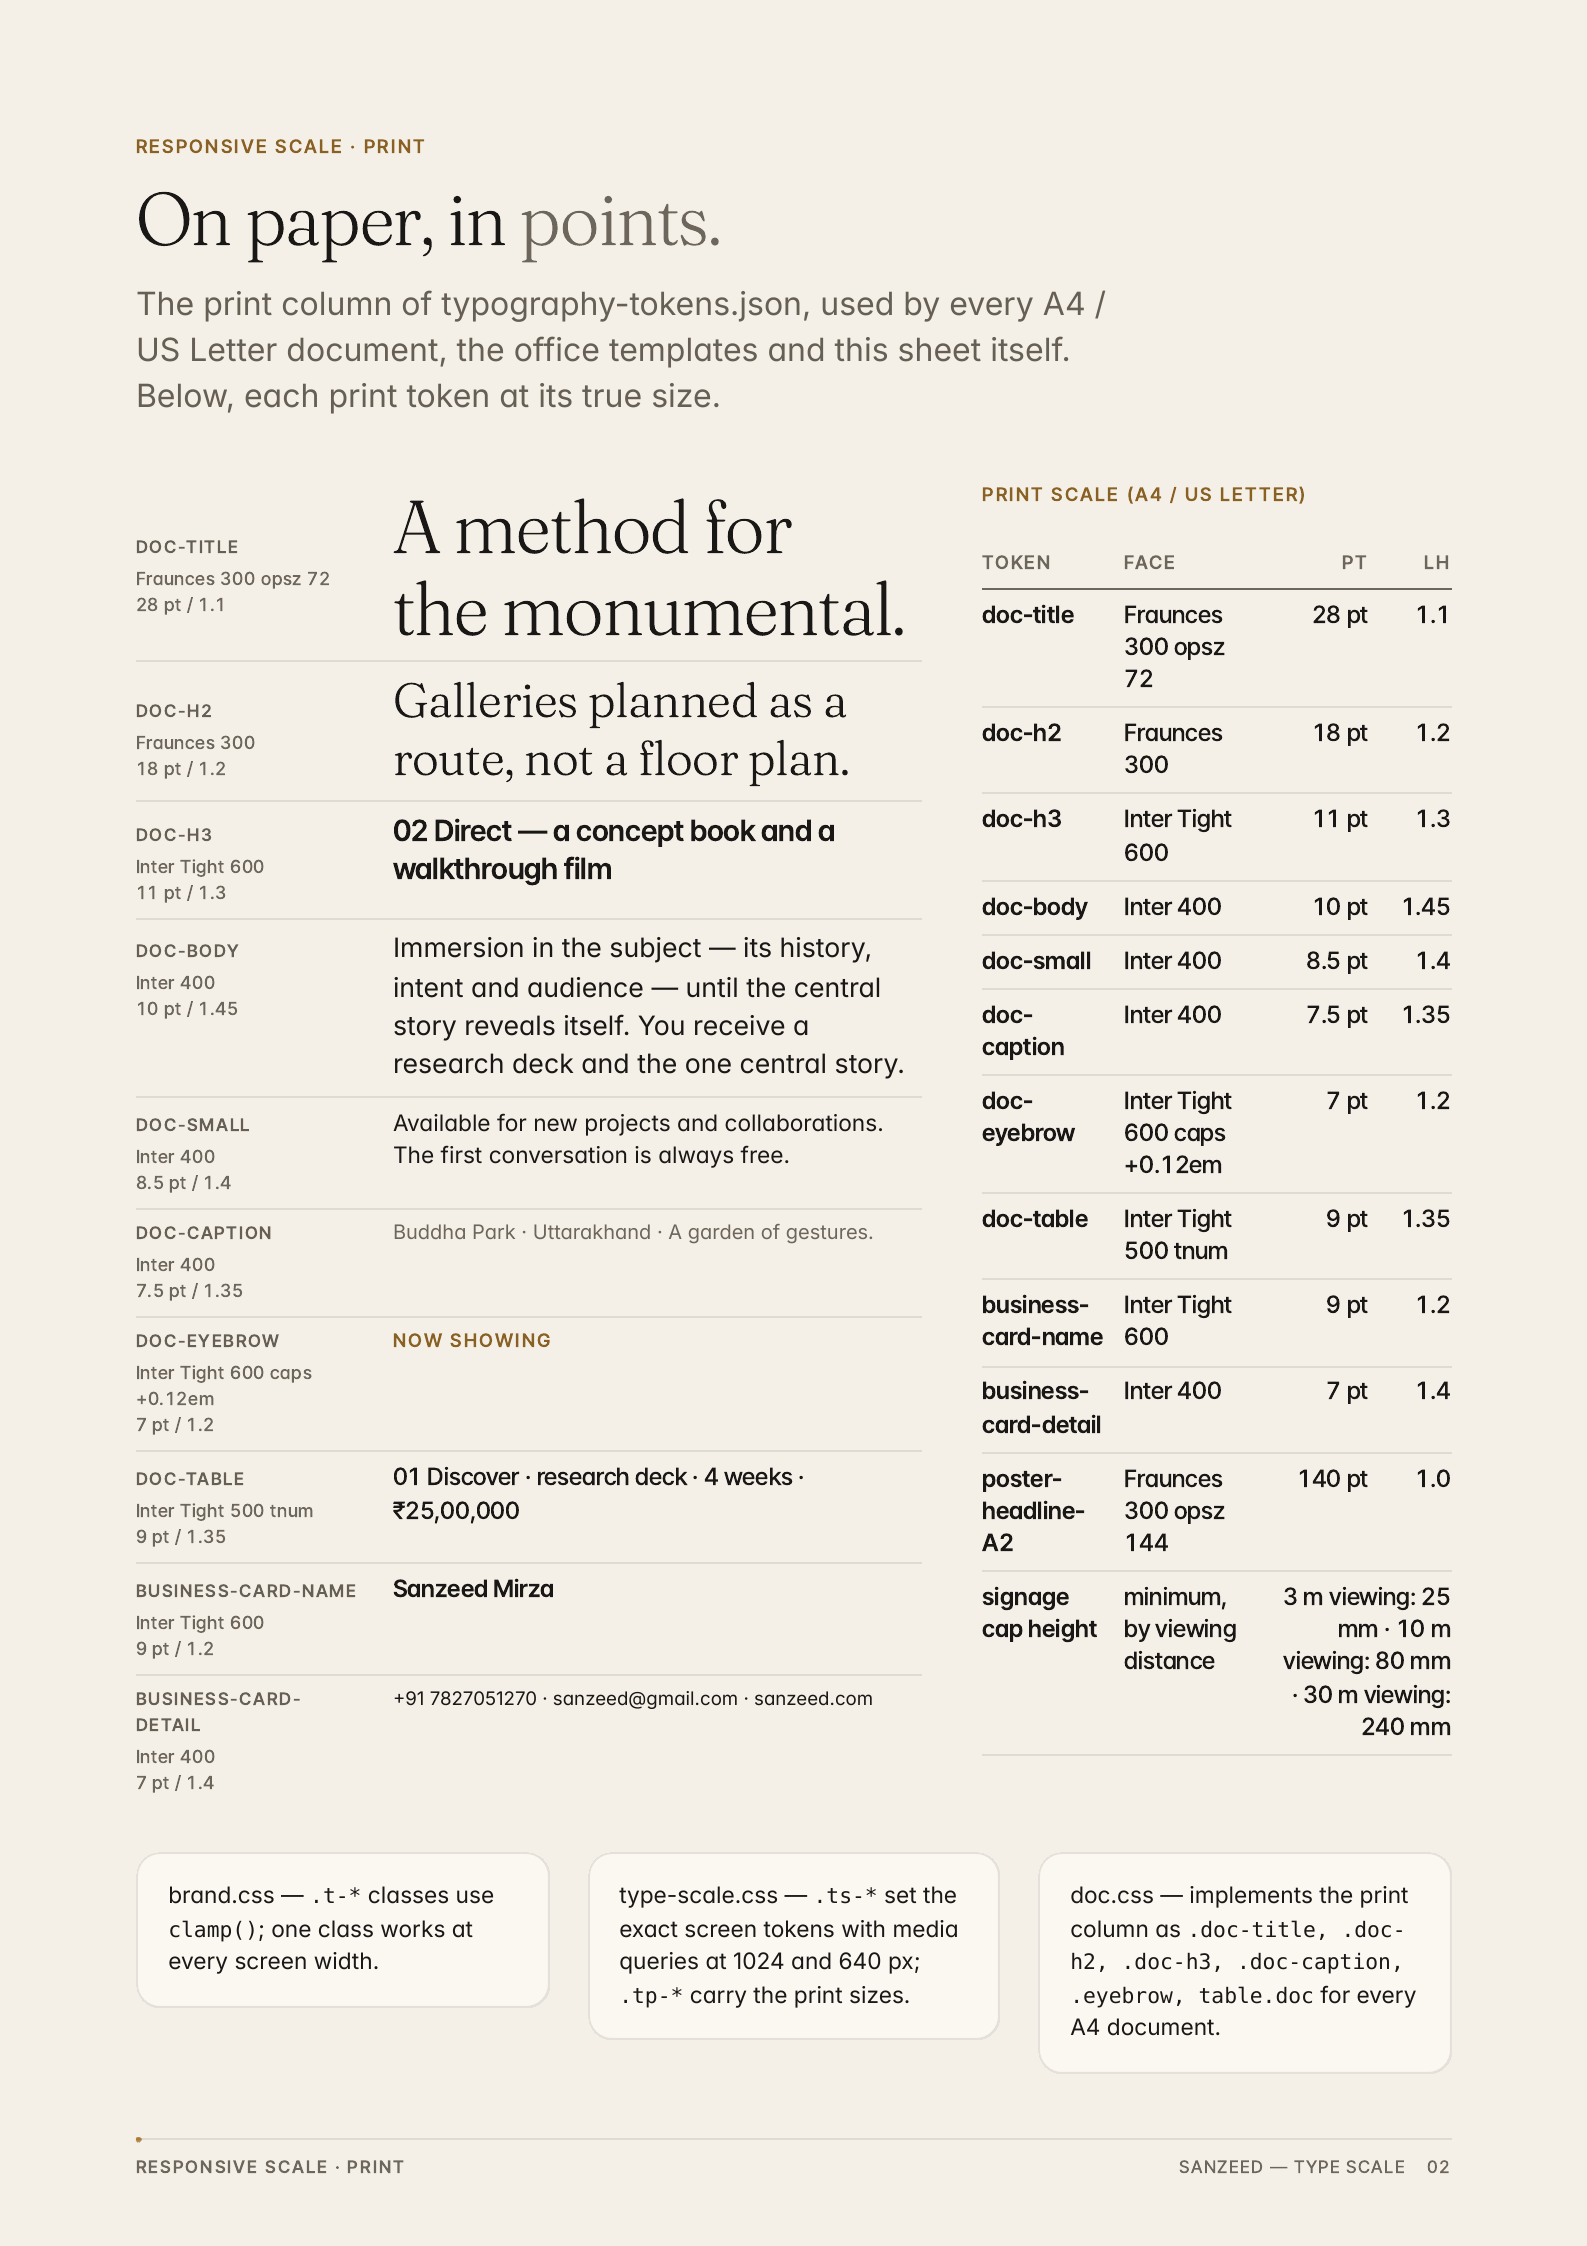 RESPONSIVE SCALE · PRINT
On paper, in points.
The print column of typography-tokens.json, used by every A4 /
US Letter document, the office templates and this sheet itself.
Below, each print token at its true size.
DOC-TITLE
Fraunces 300 opsz 72
28 pt / 1.1
A method for
the monumental.
DOC-H2
Fraunces 300
18 pt / 1.2
Galleries planned as a
route, not a floor plan.
DOC-H3
Inter Tight 600
11 pt / 1.3
02 Direct — a concept book and a
walkthrough film
DOC-BODY
Inter 400
10 pt / 1.45
Immersion in the subject — its history,
intent and audience — until the central
story reveals itself. You receive a
research deck and the one central story.
DOC-SMALL
Inter 400
8.5 pt / 1.4
Available for new projects and collaborations.
The first conversation is always free.
DOC-CAPTION
Inter 400
7.5 pt / 1.35
Buddha Park · Uttarakhand · A garden of gestures.
DOC-EYEBROW
Inter Tight 600 caps
+0.12em
7 pt / 1.2
NOW SHOWING
DOC-TABLE
Inter Tight 500 tnum
9 pt / 1.35
01 Discover · research deck · 4 weeks ·
₹25,00,000
BUSINESS-CARD-NAME
Inter Tight 600
9 pt / 1.2
Sanzeed Mirza
BUSINESS-CARD-
DETAIL
Inter 400
7 pt / 1.4
+91 7827051270 · sanzeed@gmail.com · sanzeed.com
PRINT SCALE (A4 / US LETTER)
TOKEN FACE PT LH
doc-title Fraunces 28 pt 1.1
300 opsz
72
doc-h2 Fraunces 18 pt 1.2
300
doc-h3 Inter Tight 11 pt 1.3
600
doc-body Inter 400 10 pt 1.45
doc-small Inter 400 8.5 pt 1.4
doc- Inter 400 7.5 pt 1.35
caption
doc- Inter Tight 7 pt 1.2
eyebrow 600 caps
+0.12em
doc-table Inter Tight 9 pt 1.35
500 tnum
business- Inter Tight 9 pt 1.2
card-name 600
business- Inter 400 7 pt 1.4
card-detail
poster- Fraunces 140 pt 1.0
headline- 300 opsz
A2 144
signage minimum, 3 m viewing: 25
cap height by viewing mm · 10 m
distance viewing: 80 mm
· 30 m viewing:
240 mm
brand.css — .t-* classes use
clamp(); one class works at
every screen width.
type-scale.css — .ts-* set the
exact screen tokens with media
queries at 1024 and 640 px;
.tp-* carry the print sizes.
doc.css — implements the print
column as .doc-title, .doc-
h2, .doc-h3, .doc-caption,
.eyebrow, table.doc for every
A4 document.
RESPONSIVE SCALE · PRINT
SANZEED — TYPE SCALE 02